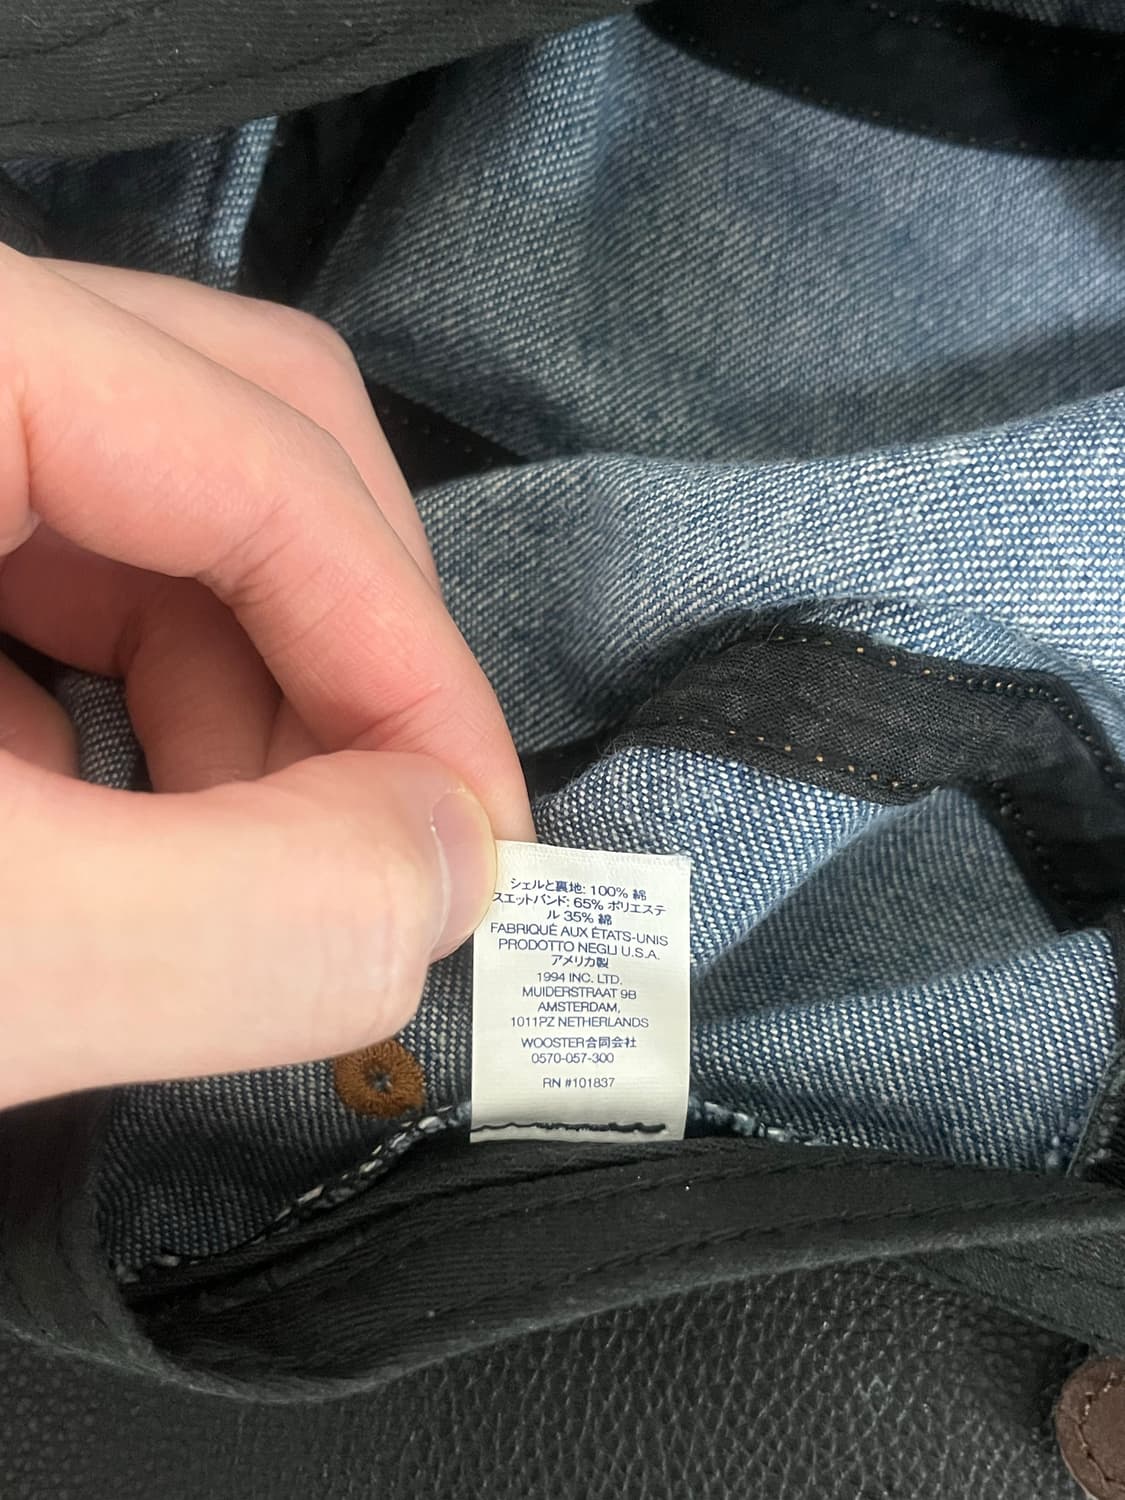 シェルと裏地: 100% 綿
スエットバンド: 65% ポリエステ
ル 35% 綿
FABRIQUÉ AUX ÉTATS-UNIS
PRODOTTO NEGLI U.S.A.
アメリカ製
1994 INC. LTD.
MUIDERSTRAAT 9B
AMSTERDAM,
1011PZ NETHERLANDS
WOOSTER合同会社
0570-057-300
RN #101837